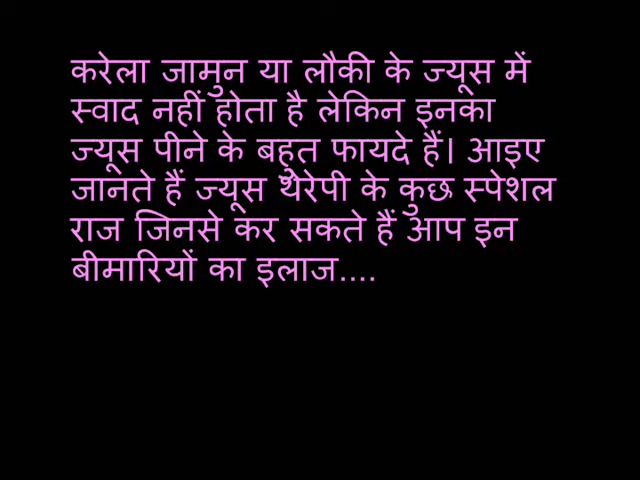 करेला जामुन या लौकी के ज्यूस में
स्वाद नहीं होता है लेकिन इनका
ज्यूस पीने के बहुत फायदे हैं। आइए
जानते हैं ज्यूस थेरेपी के कुछ स्पेशल
राज जिनसे कर सकते हैं आप इन
बीमारियों का इलाज....